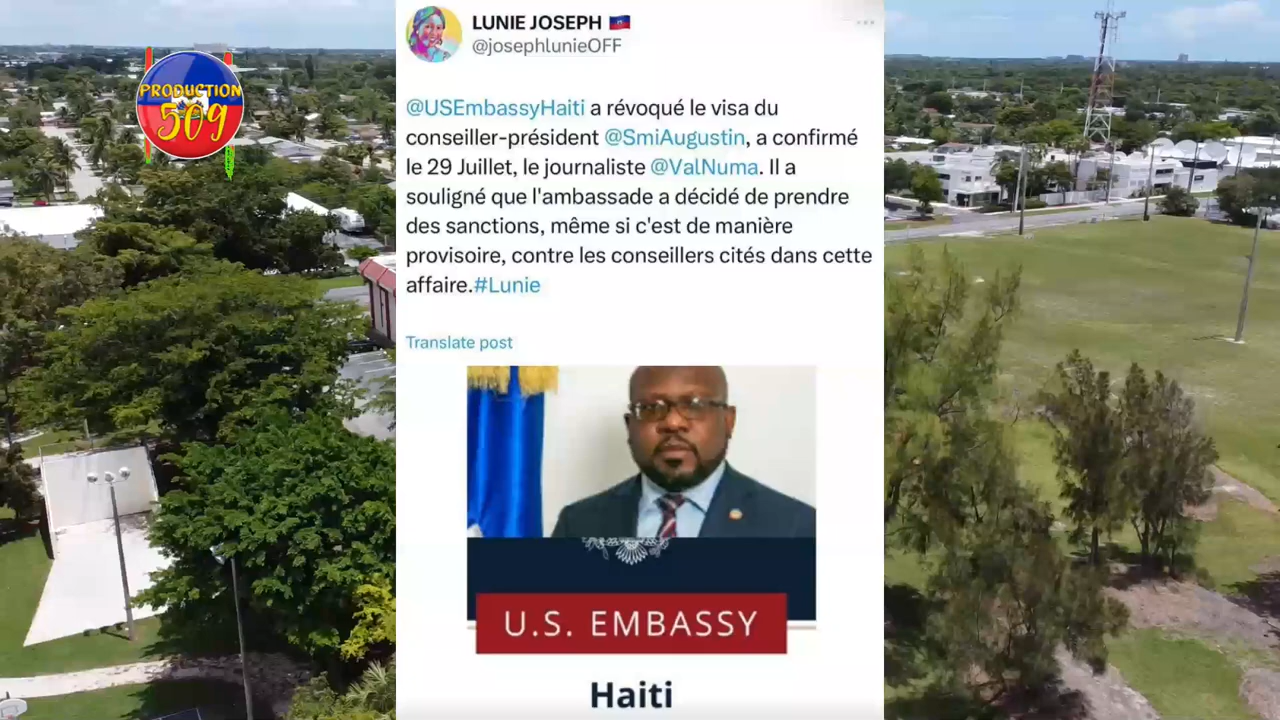 PRODUCTION
509
LUNIE JOSEPH 🇭🇹
@josephlunieOFF
@USEmbassyHaiti a révoqué le visa du
conseiller-président @SmiAugustin, a confirmé
le 29 Juillet, le journaliste @ValNuma. Il a
souligné que l'ambassade a décidé de prendre
des sanctions, même si c'est de manière
provisoire, contre les conseillers cités dans cette
affaire.#Lunie
Translate post
U.S. EMBASSY
Haiti